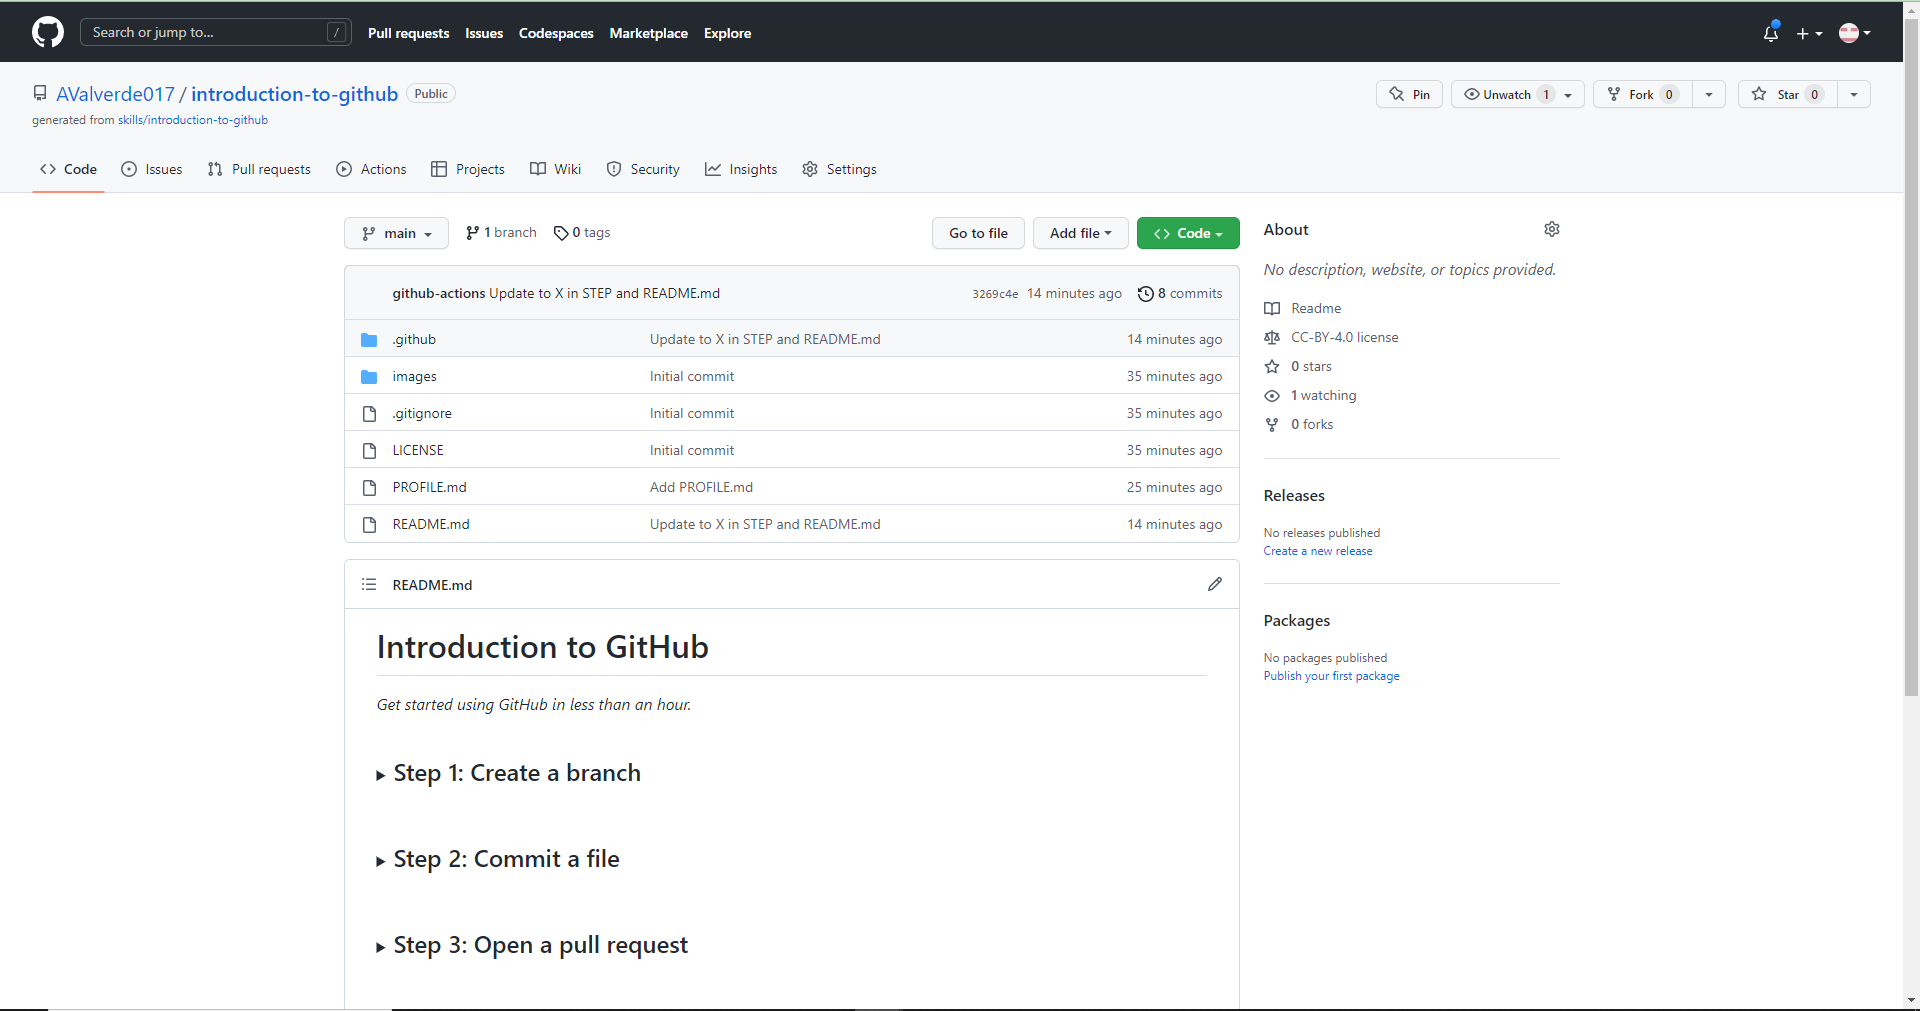 Search or jump to... /
Pull requests Issues Codespaces Marketplace Explore
AValverde017 / introduction-to-github Public
generated from skills/introduction-to-github
Pin Unwatch 1 Fork 0 Star 0
Code Issues Pull requests Actions Projects Wiki Security Insights Settings
main 1 branch 0 tags Go to file Add file Code
github-actions Update to X in STEP and README.md 3269c4e 14 minutes ago 8 commits
.github Update to X in STEP and README.md 14 minutes ago
images Initial commit 35 minutes ago
.gitignore Initial commit 35 minutes ago
LICENSE Initial commit 35 minutes ago
PROFILE.md Add PROFILE.md 25 minutes ago
README.md Update to X in STEP and README.md 14 minutes ago
README.md
Introduction to GitHub
Get started using GitHub in less than an hour.
Step 1: Create a branch
Step 2: Commit a file
Step 3: Open a pull request
About
No description, website, or topics provided.
Readme
CC-BY-4.0 license
0 stars
1 watching
0 forks
Releases
No releases published
Create a new release
Packages
No packages published
Publish your first package